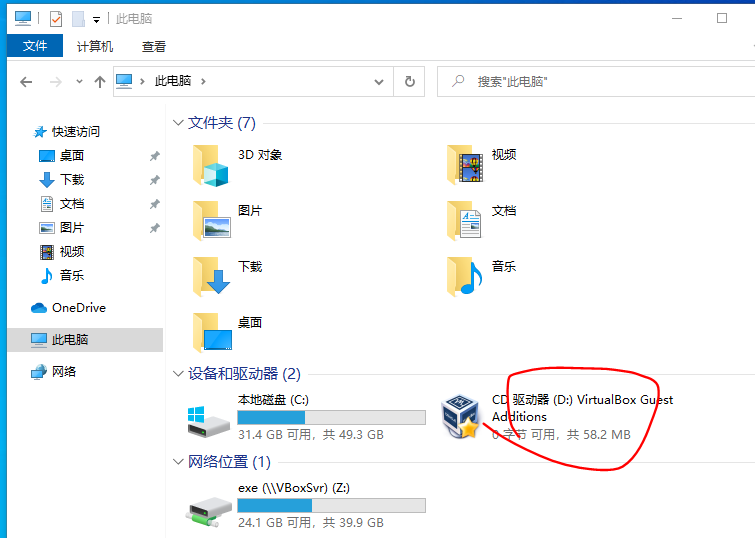 此电脑
文件 计算机 查看
此电脑
搜索"此电脑"
快速访问
桌面
下载
文档
图片
视频
音乐
OneDrive
此电脑
网络
文件夹 (7)
3D 对象
视频
图片
文档
下载
音乐
桌面
设备和驱动器 (2)
本地磁盘 (C:)
31.4 GB 可用，共 49.3 GB
CD 驱动器 (D:) VirtualBox Guest
Additions
0 字节 可用，共 58.2 MB
网络位置 (1)
exe (\\VBoxSvr) (Z:)
24.1 GB 可用，共 39.9 GB